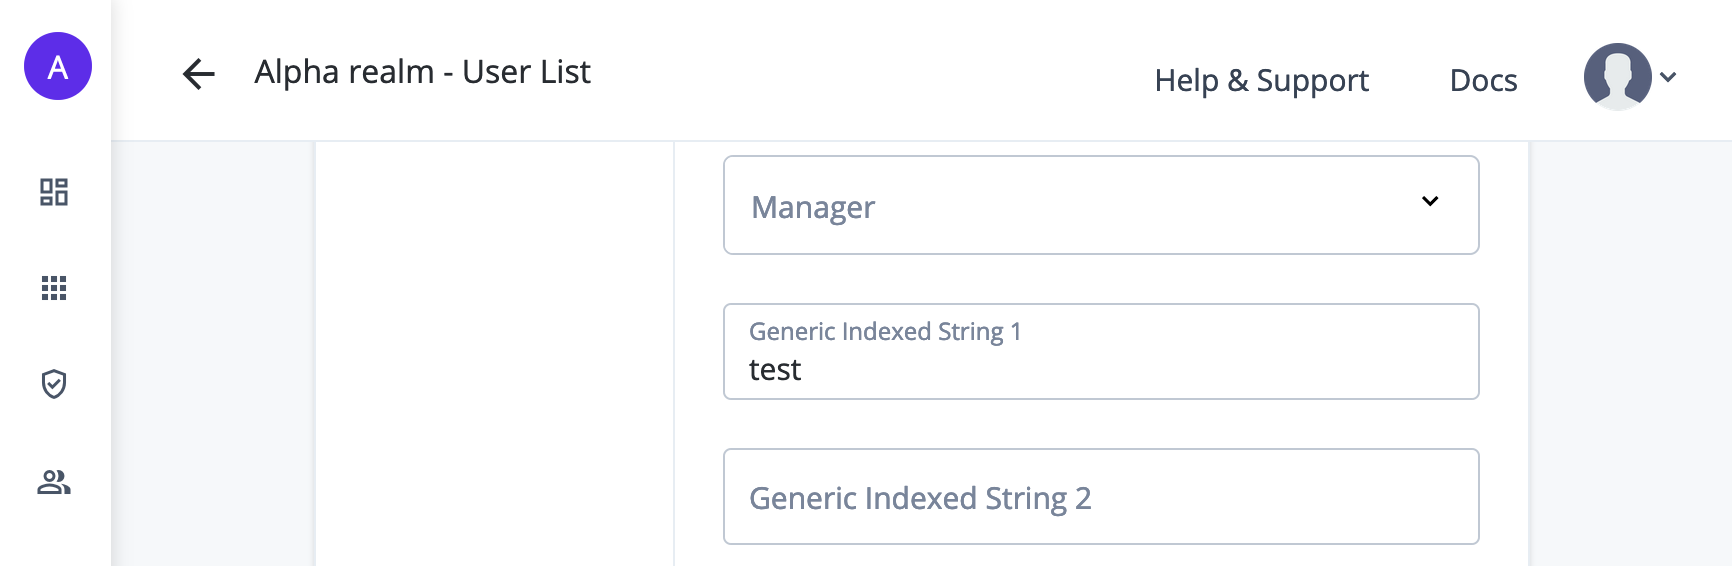 A
Alpha realm - User List
Help & Support
Docs
Manager
Generic Indexed String 1
test
Generic Indexed String 2